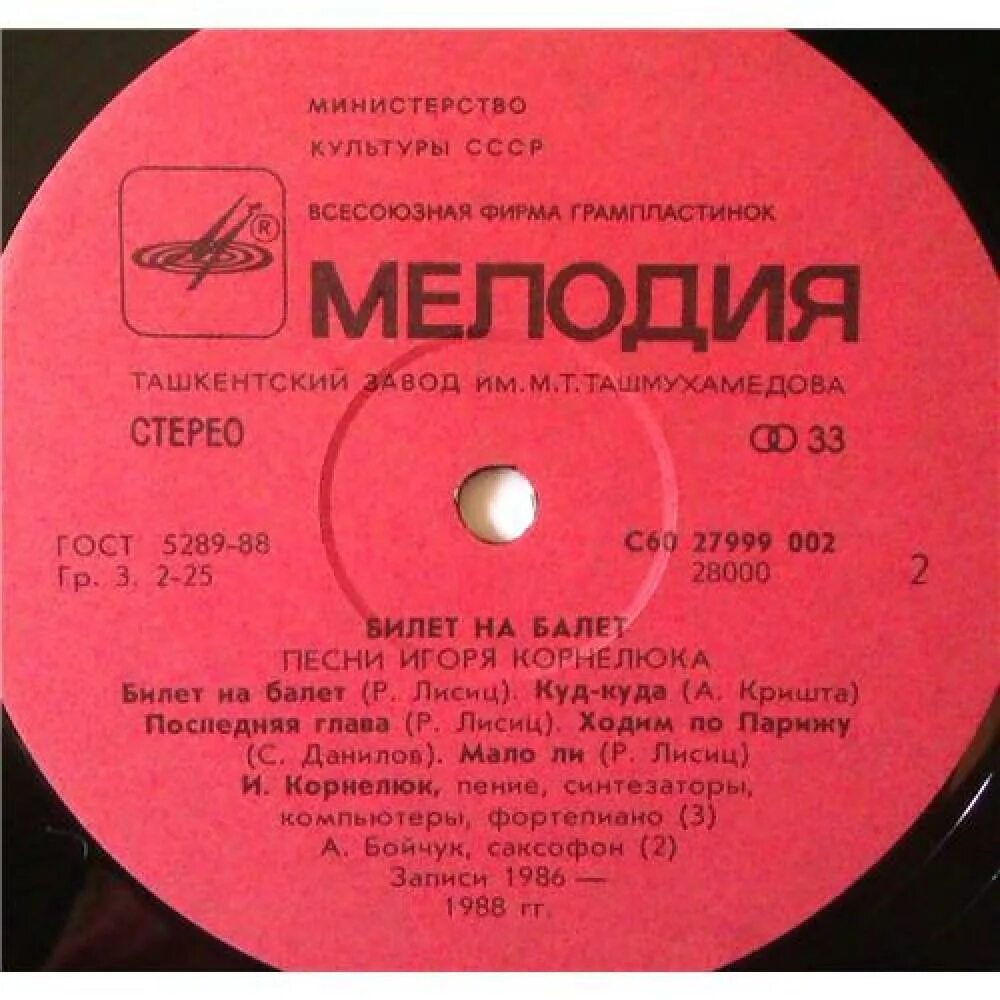 МИНИСТЕРСТВО
КУЛЬТУРЫ СССР
ВСЕСОЮЗНАЯ ФИРМА ГРАМПЛАСТИНОК
®
МЕЛОДИЯ
ТАШКЕНТСКИЙ ЗАВОД ИМ. М.Т. ТАШМУХАМЕДОВА
СТЕРЕО 33
ГОСТ 5289-88 С60 27999 002
Гр. 3. 2-25 28000 2
БИЛЕТ НА БАЛЕТ
ПЕСНИ ИГОРЯ КОРНЕЛЮКА
Билет на балет (Р. Лисиц). Куд-куда (А. Кришта)
Последняя глава (Р. Лисиц). Ходим по Парижу
(С. Данилов). Мало ли (Р. Лисиц)
И. Корнелюк, пение, синтезаторы,
компьютеры, фортепиано (3)
А. Бойчук, саксофон (2)
Записи 1986 —
1988 гг.